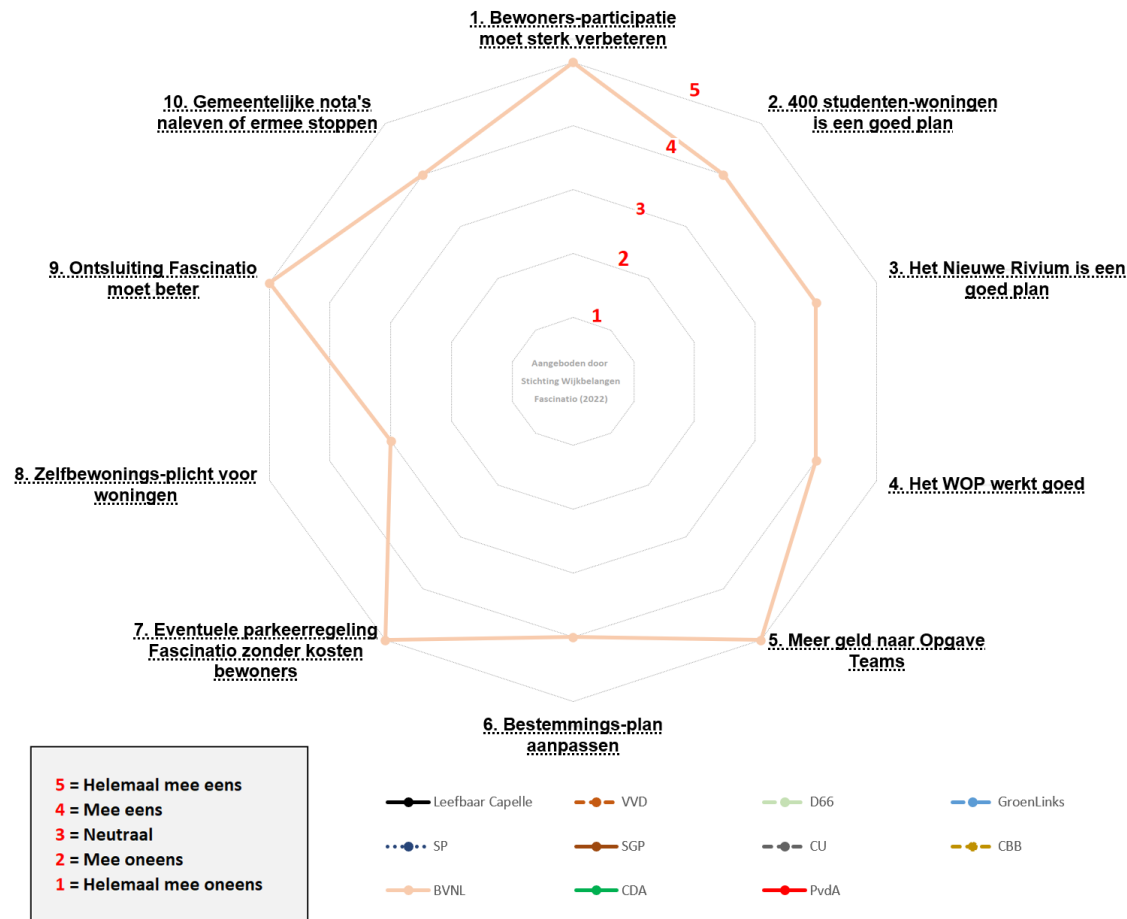 1. Bewoners-participatie
moet sterk verbeteren
5
10. Gemeentelijke nota's
naleven of ermee stoppen
2. 400 studenten-woningen
is een goed plan
4
3
2
9. Ontsluiting Fascinatio
moet beter
3. Het Nieuwe Rivium is een
goed plan
1
Aangeboden door
Stichting Wijkbelangen
Fascinatio (2022)
8. Zelfbewonings-plicht voor
woningen
4. Het WOP werkt goed
7. Eventuele parkeerregeling
Fascinatio zonder kosten
bewoners
5. Meer geld naar Opgave
Teams
6. Bestemmings-plan
aanpassen
5 = Helemaal mee eens
4 = Mee eens
3 = Neutraal
2 = Mee oneens
1 = Helemaal mee oneens
Leefbaar Capelle VVD D66 GroenLinks
SP SGP CU CBB
BVNL CDA PvdA